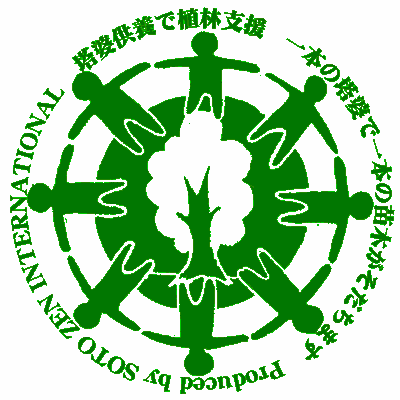 塔婆供養で植林支援
一本の塔婆で一本の苗木がそだちます
Produced by SOTO ZEN INTERNATIONAL